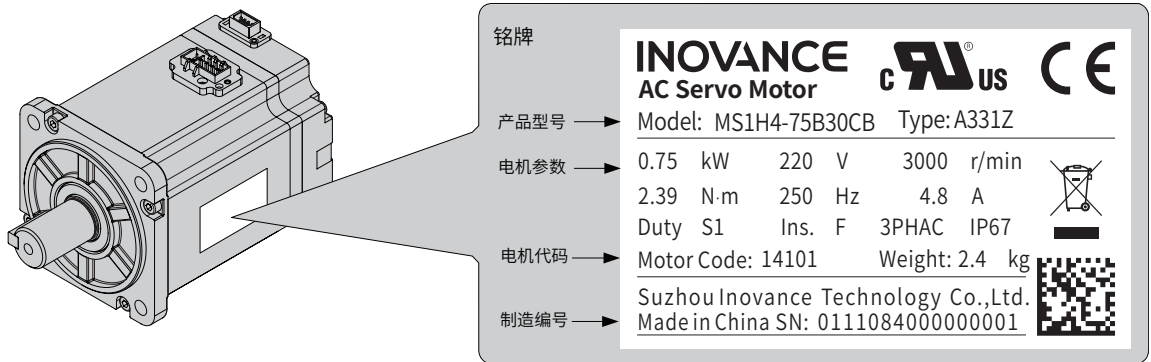 铭牌
INOVANCE
AC Servo Motor
c RU US ® CE
产品型号
Model: MS1H4-75B30CB Type: A331Z
电机参数
0.75 kW 220 V 3000 r/min
2.39 N·m 250 Hz 4.8 A
Duty S1 Ins. F 3PHAC IP67
电机代码
Motor Code: 14101 Weight: 2.4 kg
Suzhou Inovance Technology Co.,Ltd.
制造编号
Made in China SN: 0111084000000001